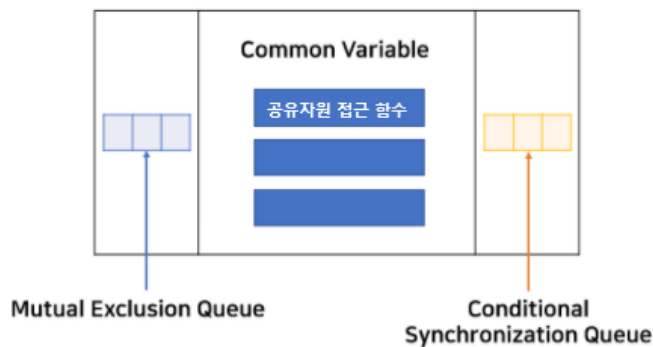 Common Variable
공유자원 접근 함수
Mutual Exclusion Queue
Conditional
Synchronization Queue